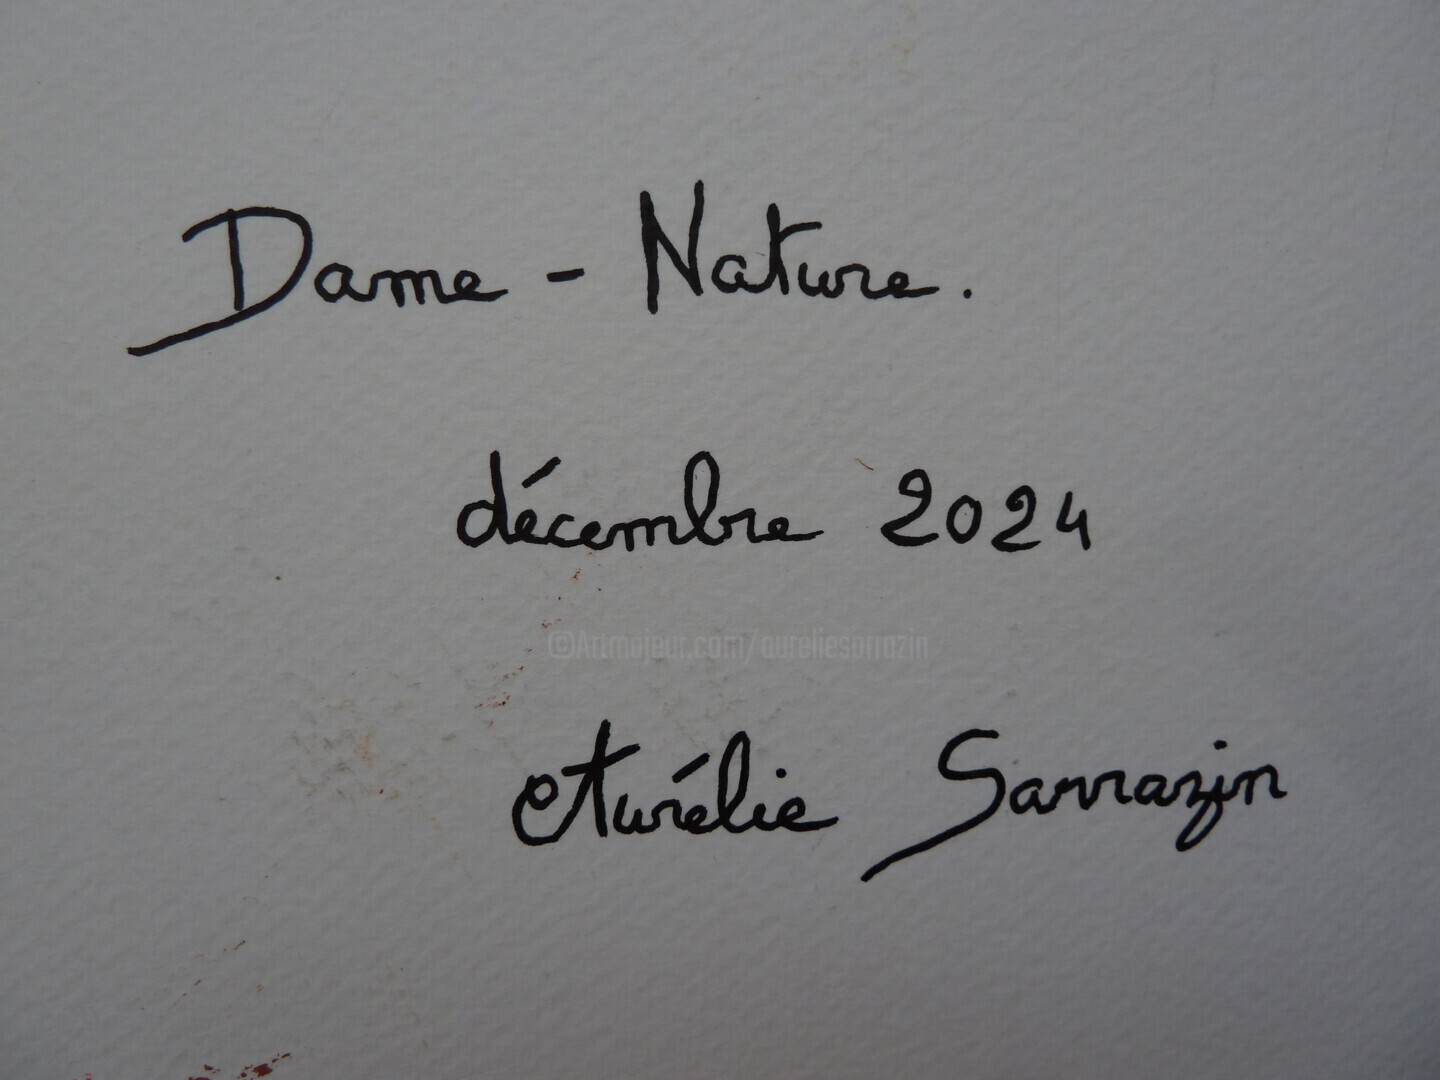 Dame - Nature.
décembre 2024
©Artmajeur.com/aureliesarrazin
Aurélie Sarrazin